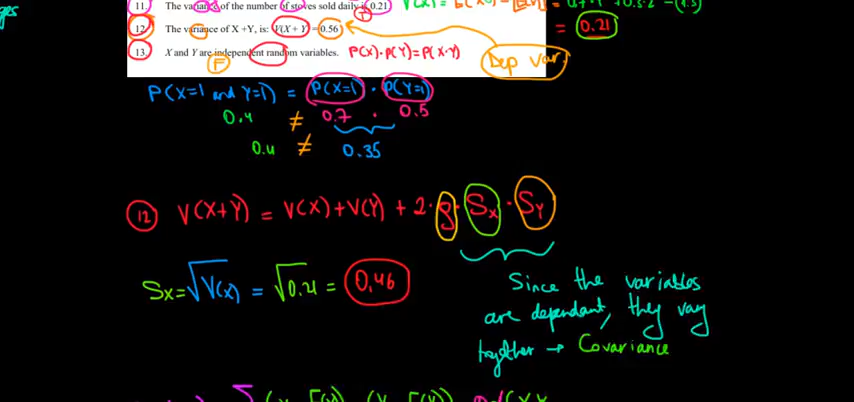 11. The variance of the number of stoves sold daily is 0.21
T
= 0.21
12. The variance of X +Y, is: V(X + Y) = 0.56
13. X and Y are independent random variables. P(X)·P(Y)=P(X·Y)
F
Dep var.
P(X=1 and Y=1) = P(X=1) · P(Y=1)
0.4 ≠ 0.7 · 0.5
0.4 ≠ 0.35
12 V(X+Y) = V(X)+V(Y) + 2·ρ·Sx·Sy
Sx=√V(x) = √0.21 = 0,46
Since the variables
are dependant, they vary
together → Covariance